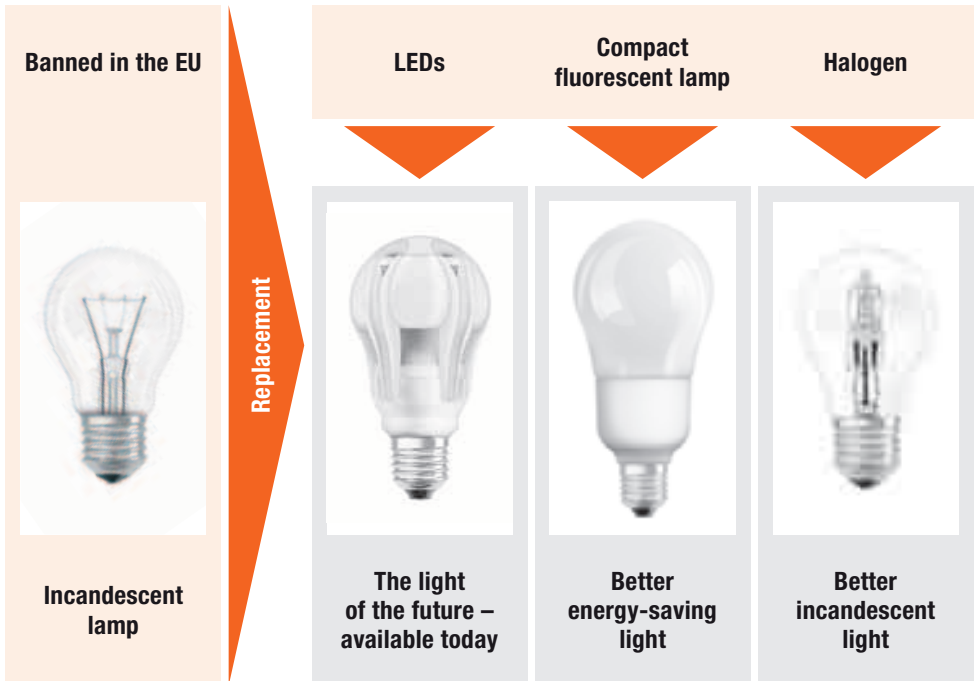 Banned in the EU
LEDs
Compact
fluorescent lamp
Halogen
Replacement
Incandescent
lamp
The light
of the future –
available today
Better
energy-saving
light
Better
incandescent
light